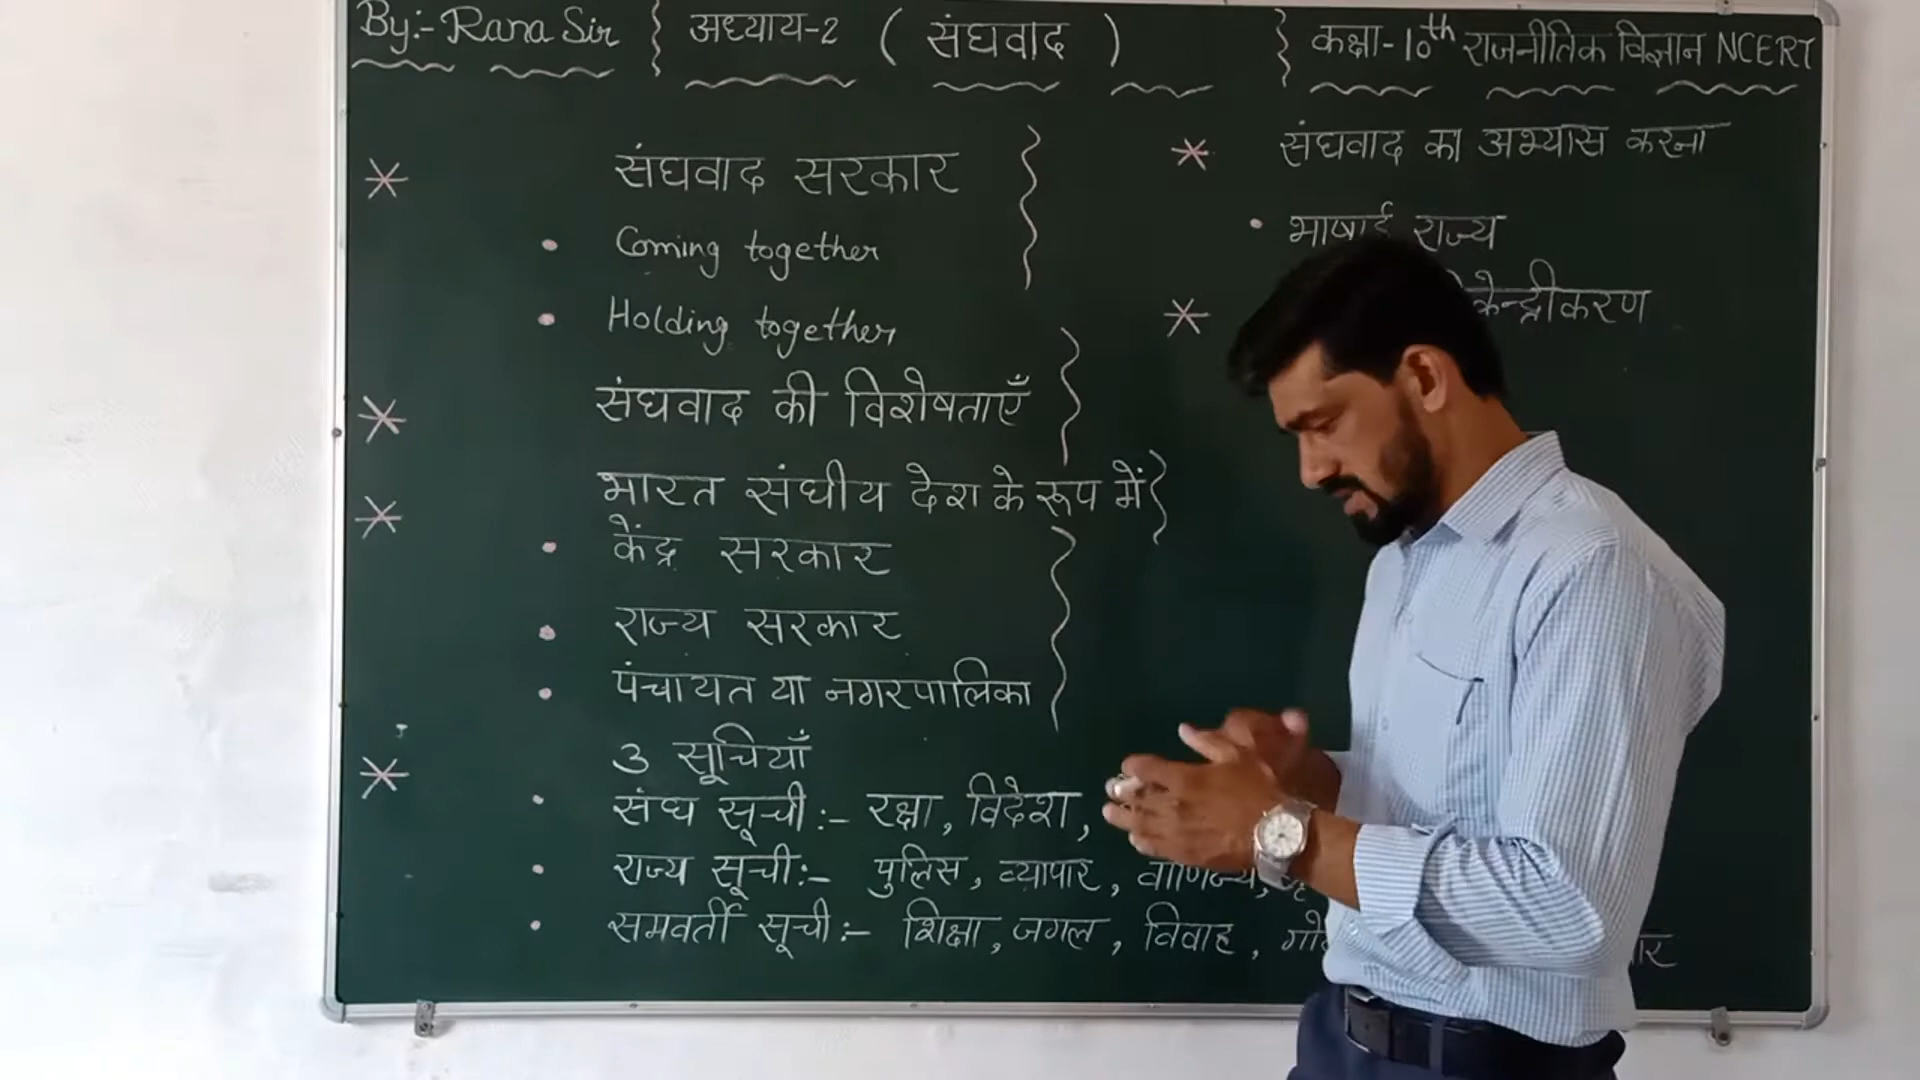 By:- Rana Sir
अध्याय-2 ( संघवाद )
कक्षा-10th राजनीतिक विज्ञान NCERT
संघवाद सरकार
Coming together
Holding together
संघवाद की विशेषताएँ
भारत संघीय देश के रूप में
केंद्र सरकार
राज्य सरकार
पंचायत या नगरपालिका
3 सूचियाँ
संघ सूची:- रक्षा, विदेश,
राज्य सूची:- पुलिस, व्यापार, वाणिज्य,
समवर्ती सूची:- शिक्षा, जगल, विवाह,
संघवाद का अभ्यास करना
भाषाई राज्य